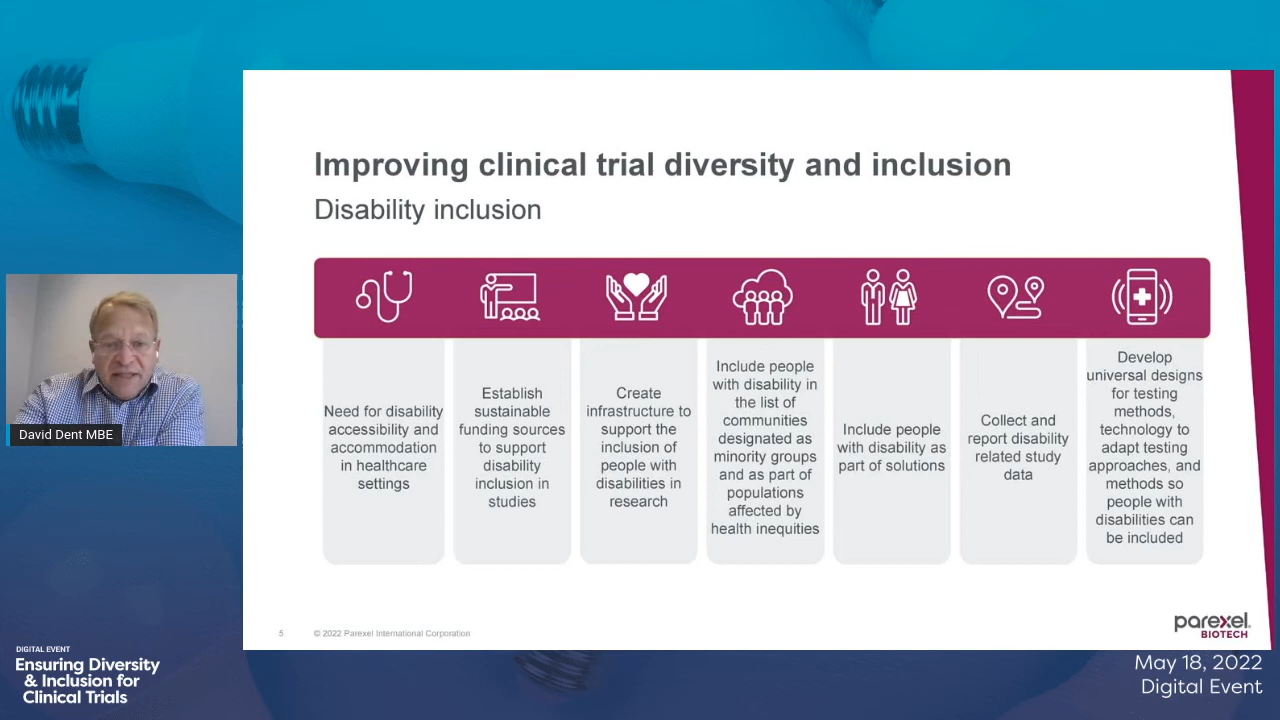 Improving clinical trial diversity and inclusion
Disability inclusion
Need for disability
accessibility and
accommodation
in healthcare
settings
Establish
sustainable
funding sources
to support
disability
inclusion in
studies
Create
infrastructure to
support the
inclusion of
people with
disabilities in
research
Include people
with disability in
the list of
communities
designated as
minority groups
and as part of
populations
affected by
health inequities
Include people
with disability as
part of solutions
Collect and
report disability
related study
data
Develop
universal designs
for testing
methods,
technology to
adapt testing
approaches, and
methods so
people with
disabilities can
be included
David Dent MBE
5
© 2022 Parexel International Corporation
parexel.
BIOTECH
DIGITAL EVENT
Ensuring Diversity
& Inclusion for
Clinical Trials
May 18, 2022
Digital Event